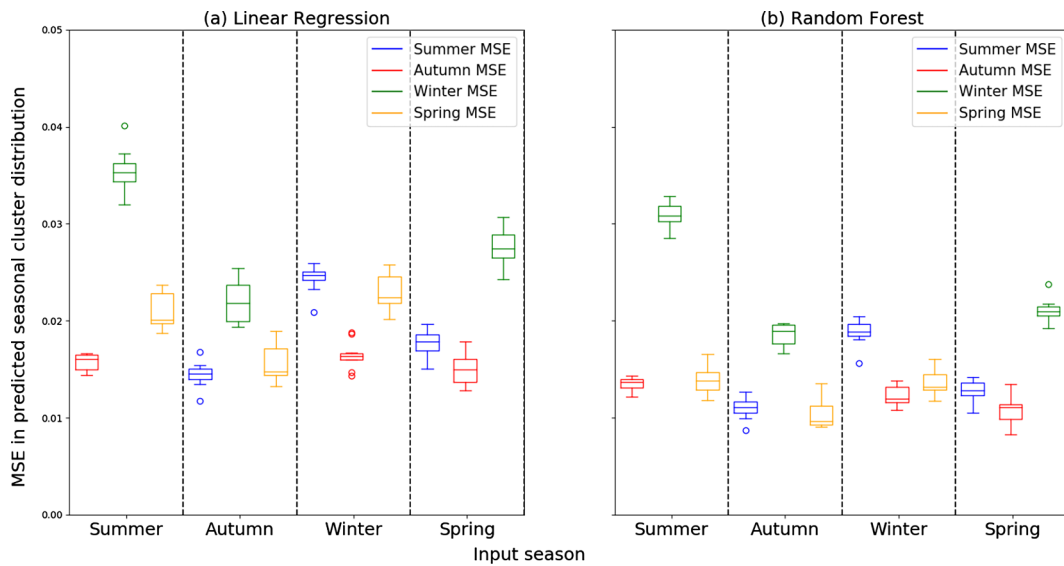 (a) Linear Regression
(b) Random Forest
MSE in predicted seasonal cluster distribution
0.05
0.04
0.03
0.02
0.01
0.00
Summer MSE
Autumn MSE
Winter MSE
Spring MSE
Summer MSE
Autumn MSE
Winter MSE
Spring MSE
Summer Autumn Winter Spring
Summer Autumn Winter Spring
Input season